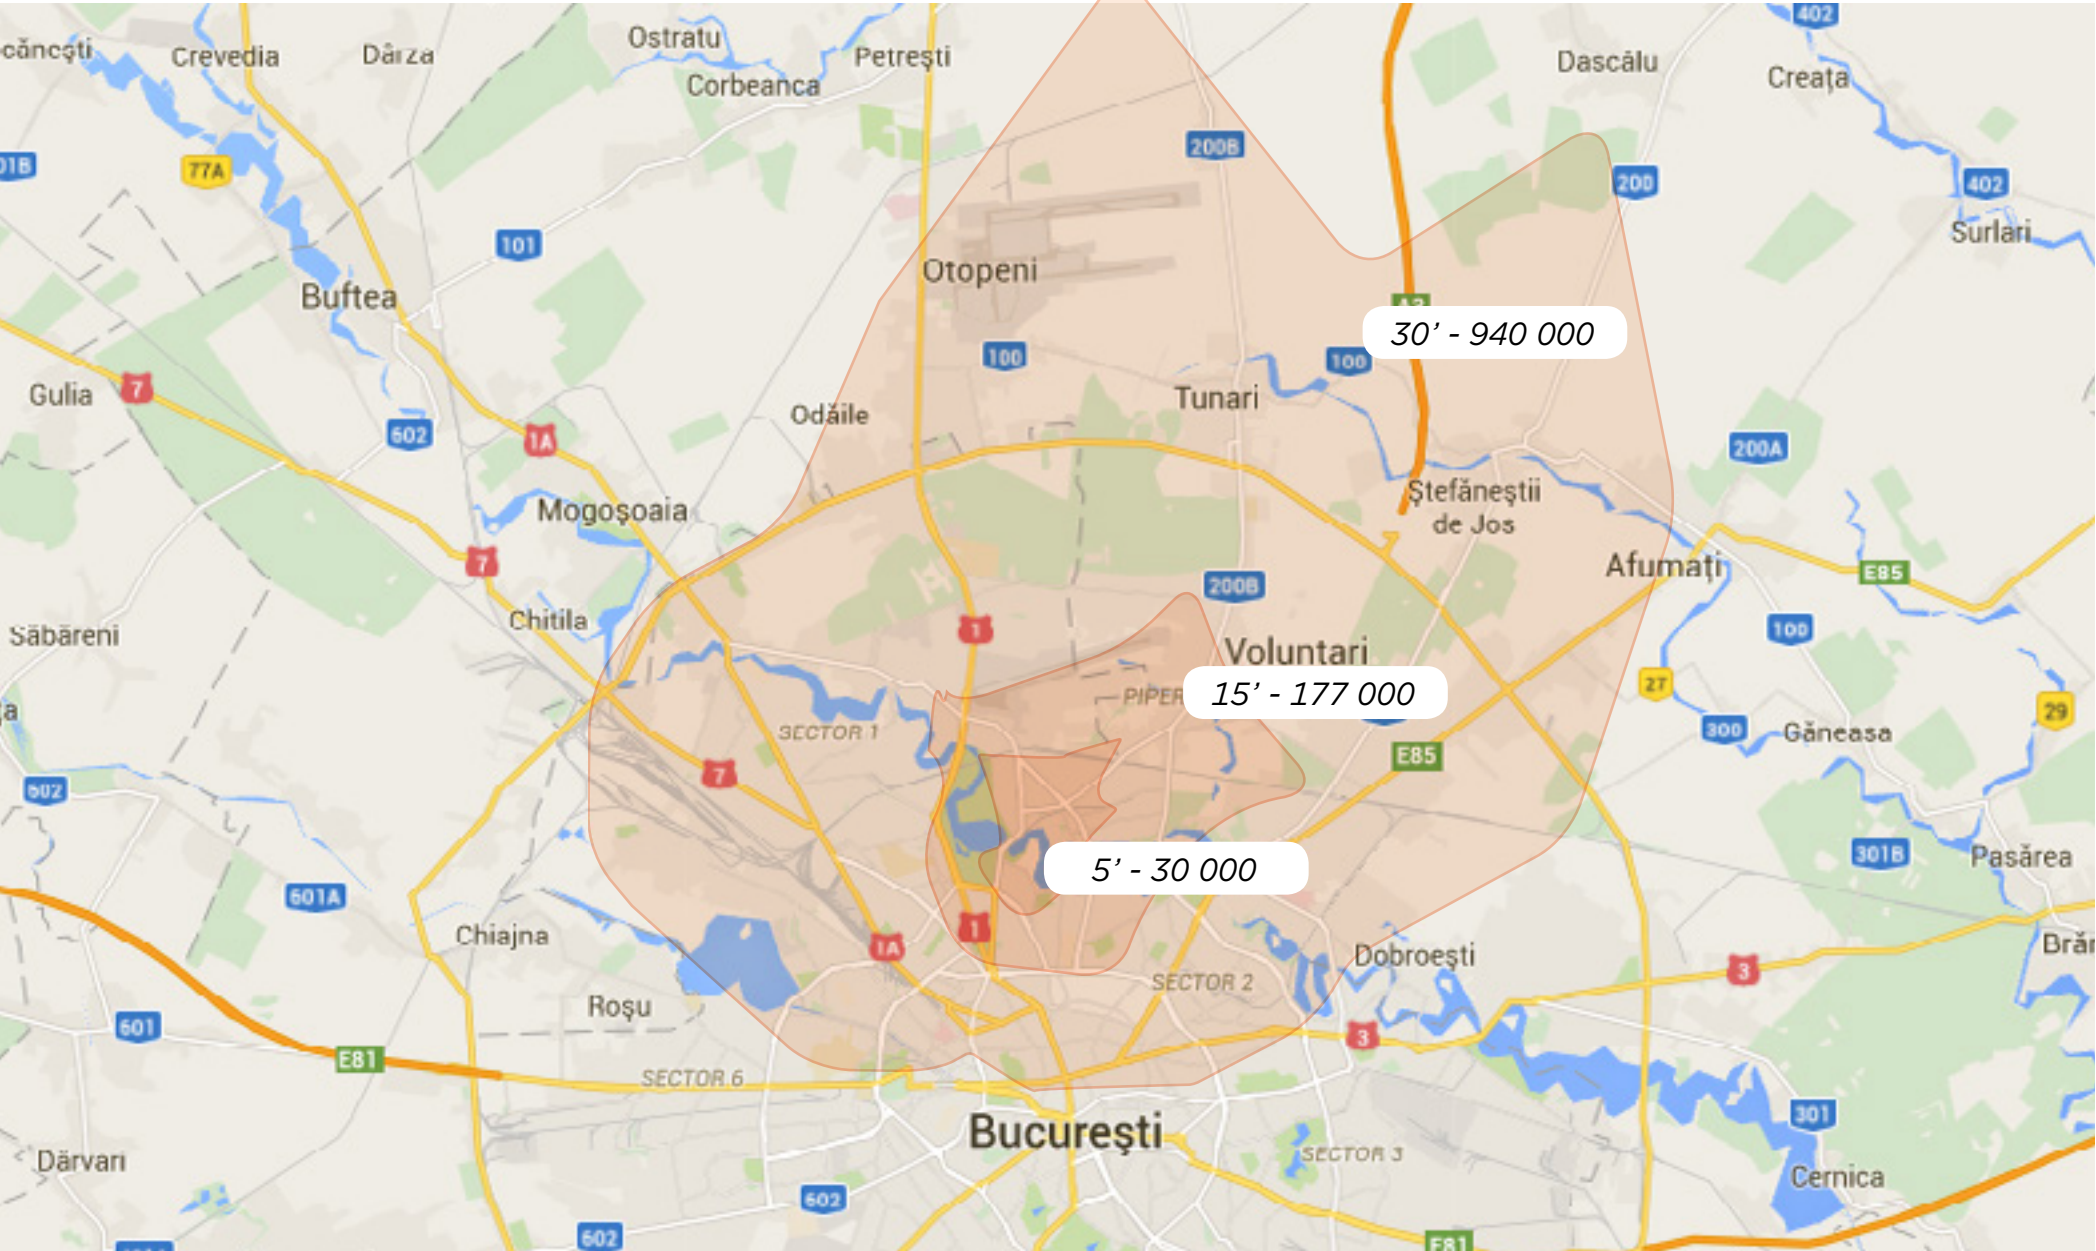 402
Crevedia
Dârza
Ostratu
Petrești
Corbeanca
Dascălu
Creața
01B
77A
200B
200
402
101
Surlari
Buftea
Otopeni
30’ - 940 000
100
100
Gulia
7
Odăile
Tunari
602
1A
200A
Mogoșoaia
Ștefăneștii
de Jos
7
Afumați
E85
200B
Chitila
Săbăreni
1
100
Voluntari
15’ - 177 000
PIPER
27
29
SECTOR 1
300
Găneasa
E85
7
602
5’ - 30 000
301B
Pasărea
601A
Chiajna
1
1A
Dobroești
3
SECTOR 2
Roșu
601
3
E81
SECTOR 6
301
București
SECTOR 3
Dârvari
Cernica
602
602
E81